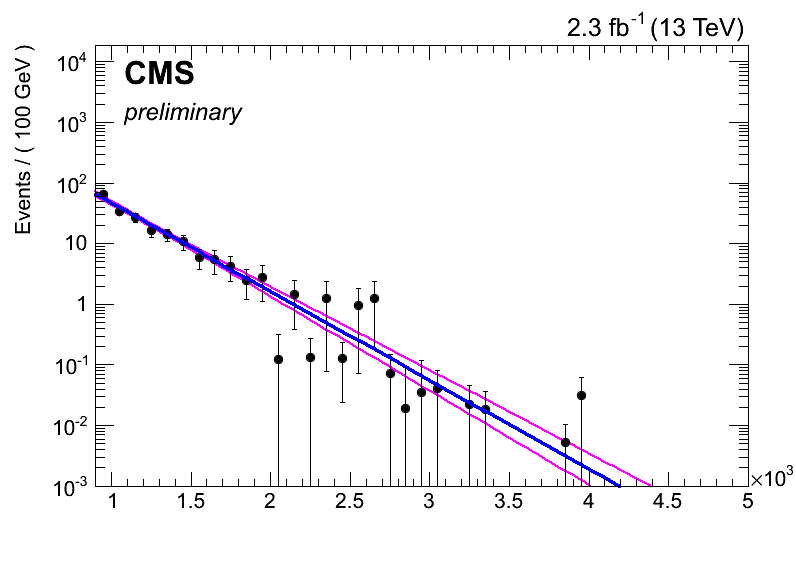 2.3 fb⁻¹ (13 TeV)
CMS
preliminary
Events / ( 100 GeV )
10⁴
10³
10²
10
1
10⁻¹
10⁻²
10⁻³
1 1.5 2 2.5 3 3.5 4 4.5 5
×10³